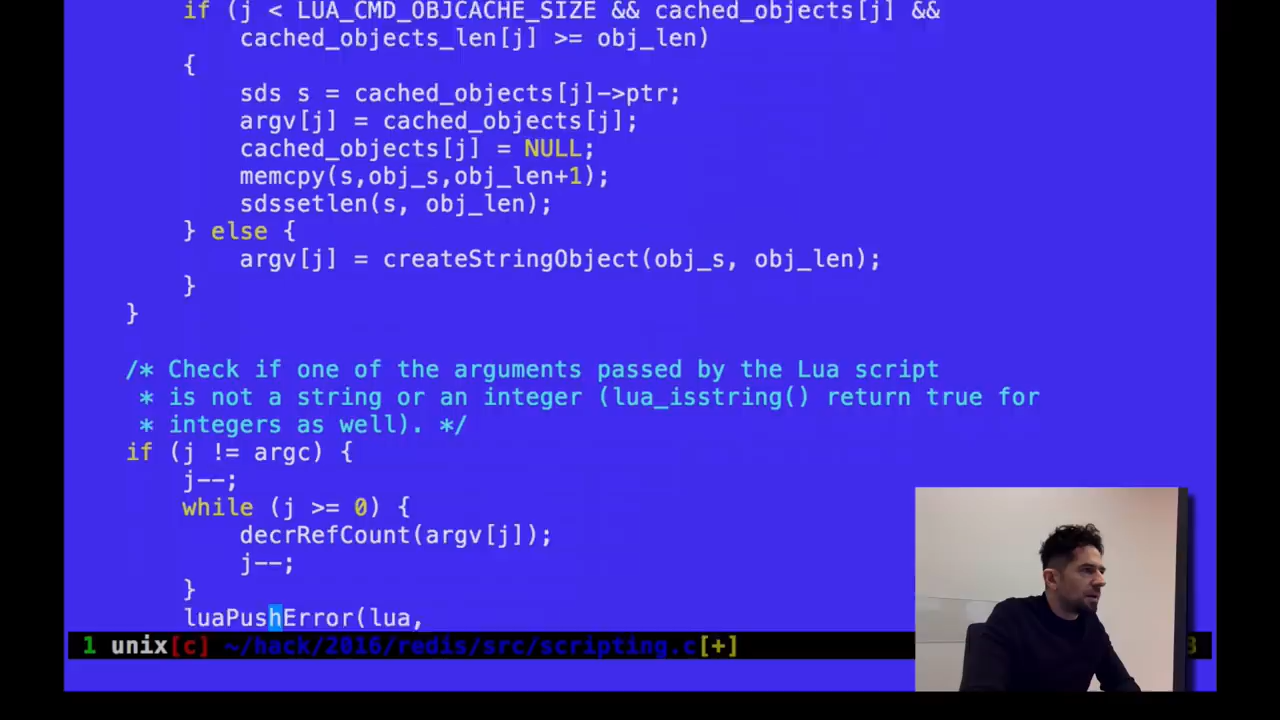 if (j < LUA_CMD_OBJCACHE_SIZE && cached_objects[j] &&
cached_objects_len[j] >= obj_len)
{
sds s = cached_objects[j]->ptr;
argv[j] = cached_objects[j];
cached_objects[j] = NULL;
memcpy(s,obj_s,obj_len+1);
sdssetlen(s, obj_len);
} else {
argv[j] = createStringObject(obj_s, obj_len);
}
}
/* Check if one of the arguments passed by the Lua script
* is not a string or an integer (lua_isstring() return true for
* integers as well). */
if (j != argc) {
j--;
while (j >= 0) {
decrRefCount(argv[j]);
j--;
}
luaPushError(lua,
1 unix[c] ~/hack/2016/redis/src/scripting.c[+]